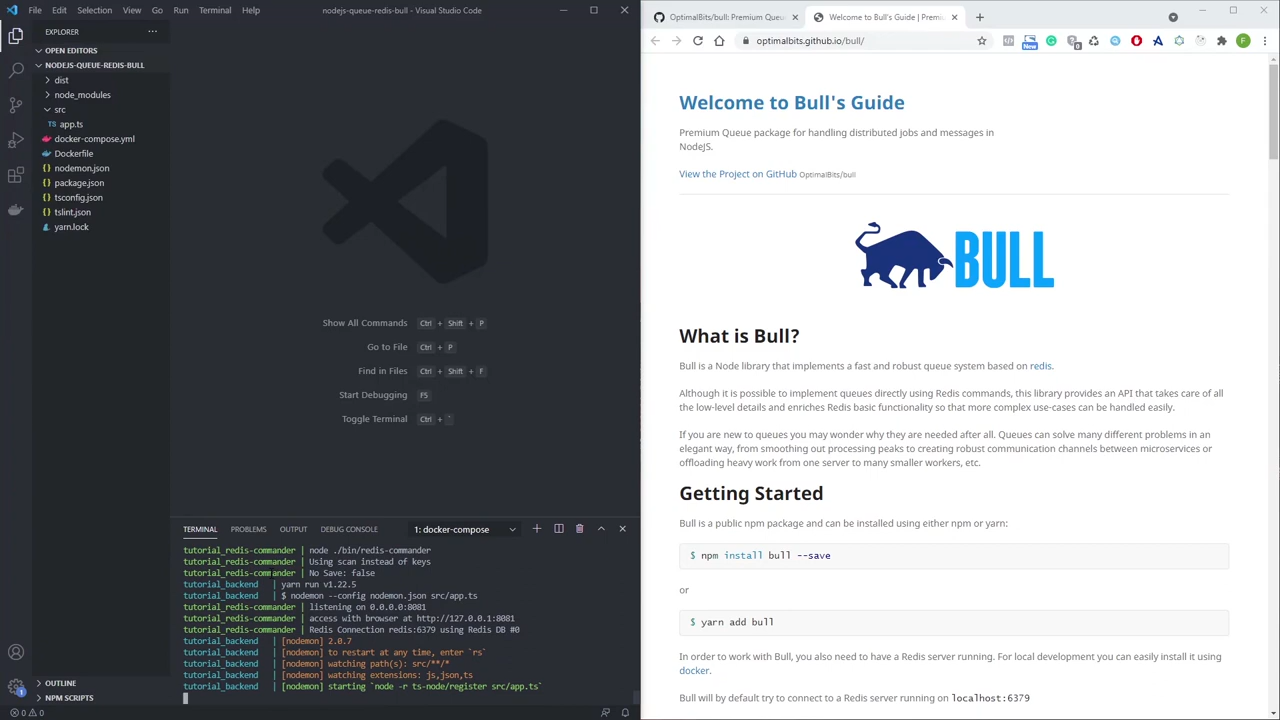 File Edit Selection View Go Run Terminal Help
nodejs-queue-redis-bull - Visual Studio Code
EXPLORER
OPEN EDITORS
NODEJS-QUEUE-REDIS-BULL
dist
node_modules
src
app.ts
docker-compose.yml
Dockerfile
nodemon.json
package.json
tsconfig.json
tslint.json
yarn.lock
OUTLINE
NPM SCRIPTS
0 0
Show All Commands Ctrl + Shift + P
Go to File Ctrl + P
Find in Files Ctrl + Shift + F
Start Debugging F5
Toggle Terminal Ctrl + `
TERMINAL PROBLEMS OUTPUT DEBUG CONSOLE 1: docker-compose
tutorial_redis-commander | node ./bin/redis-commander
tutorial_redis-commander | Using scan instead of keys
tutorial_redis-commander | No Save: false
tutorial_backend | yarn run v1.22.5
tutorial_backend | $ nodemon --config nodemon.json src/app.ts
tutorial_redis-commander | listening on 0.0.0.0:8081
tutorial_redis-commander | access with browser at http://127.0.0.1:8081
tutorial_redis-commander | Redis Connection redis:6379 using Redis DB #0
tutorial_backend | [nodemon] 2.0.7
tutorial_backend | [nodemon] to restart at any time, enter `rs`
tutorial_backend | [nodemon] watching path(s): src/**/*
tutorial_backend | [nodemon] watching extensions: js,json,ts
tutorial_backend | [nodemon] starting `node -r ts-node/register src/app.ts`
OptimalBits/bull: Premium Queu
Welcome to Bull's Guide | Premiu
optimalbits.github.io/bull/
New
F
Welcome to Bull's Guide
Premium Queue package for handling distributed jobs and messages in
NodeJS.
View the Project on GitHub OptimalBits/bull
BULL
What is Bull?
Bull is a Node library that implements a fast and robust queue system based on redis.
Although it is possible to implement queues directly using Redis commands, this library provides an API that takes care of all
the low-level details and enriches Redis basic functionality so that more complex use-cases can be handled easily.
If you are new to queues you may wonder why they are needed after all. Queues can solve many different problems in an
elegant way, from smoothing out processing peaks to creating robust communication channels between microservices or
offloading heavy work from one server to many smaller workers, etc.
Getting Started
Bull is a public npm package and can be installed using either npm or yarn:
$ npm install bull --save
or
$ yarn add bull
In order to work with Bull, you also need to have a Redis server running. For local development you can easily install it using
docker.
Bull will by default try to connect to a Redis server running on localhost:6379